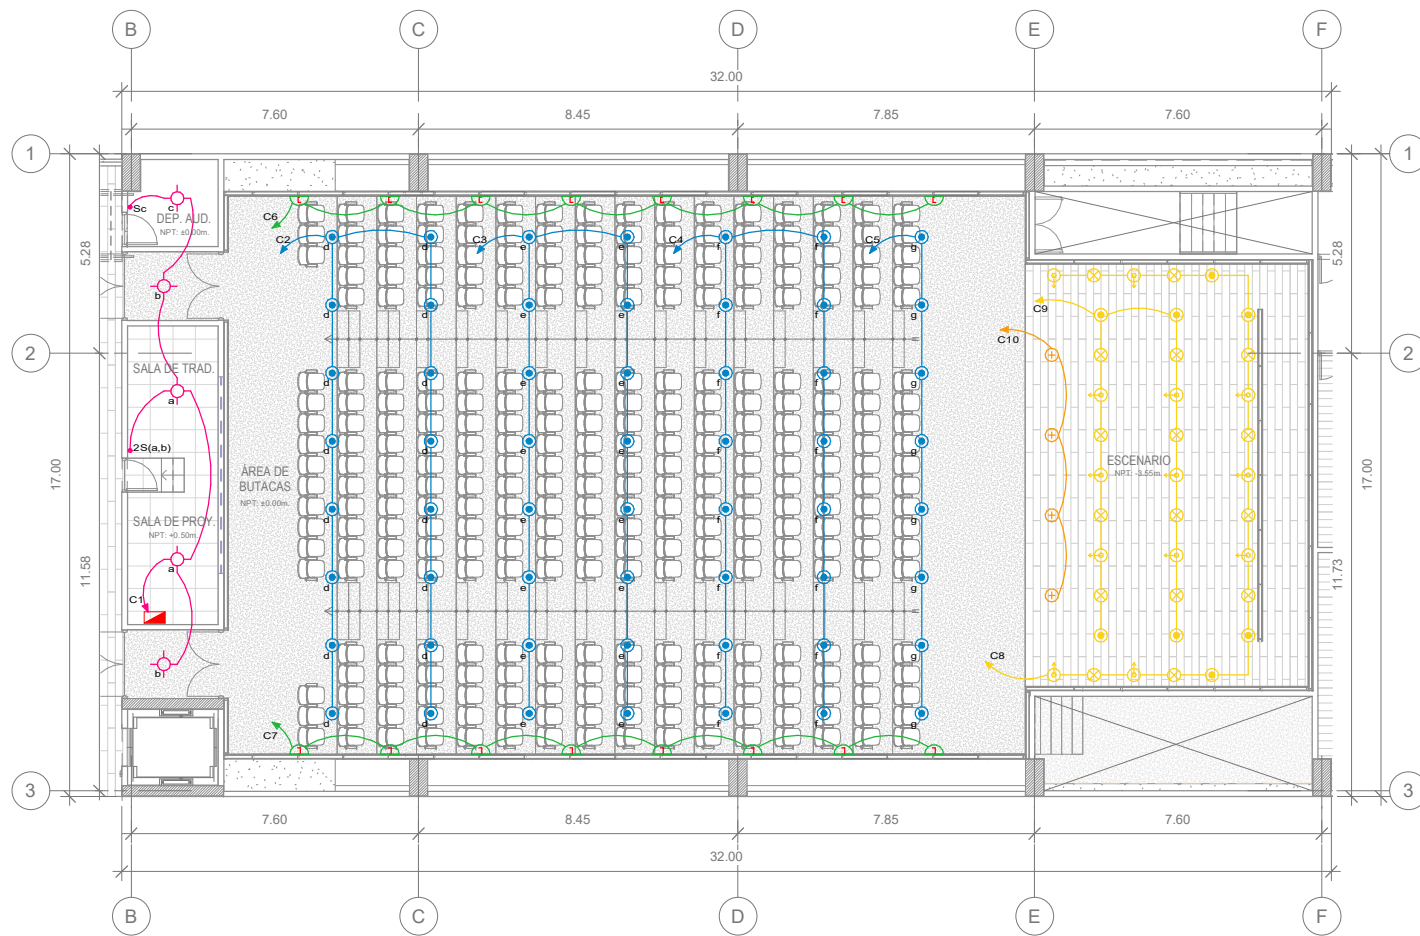 B C D E F
32.00
7.60 8.45 7.85 7.60
1 1
C6
Sc
c
DEP. AUD.
NPT: ±0.00m.
C2 C3 C4 C5
d d e e f f g
5.28 5.28
b
d d e e f f g
C9
C10
2 2
SALA DE TRAD.
a
d d e e f f g
2S(a,b)
d d e e f f g
ÁREA DE
BUTACAS
NPT: ±0.00m.
ESCENARIO
NPT: -3.55m.
17.00 17.00
SALA DE PROY.
NPT: +0.50m.
d d e e f f g
a
11.58 11.73
C1
d d e e f f g
b
d d e e f f g
C8
d d e e f f g
C7
3 3
7.60 8.45 7.85 7.60
32.00
B C D E F